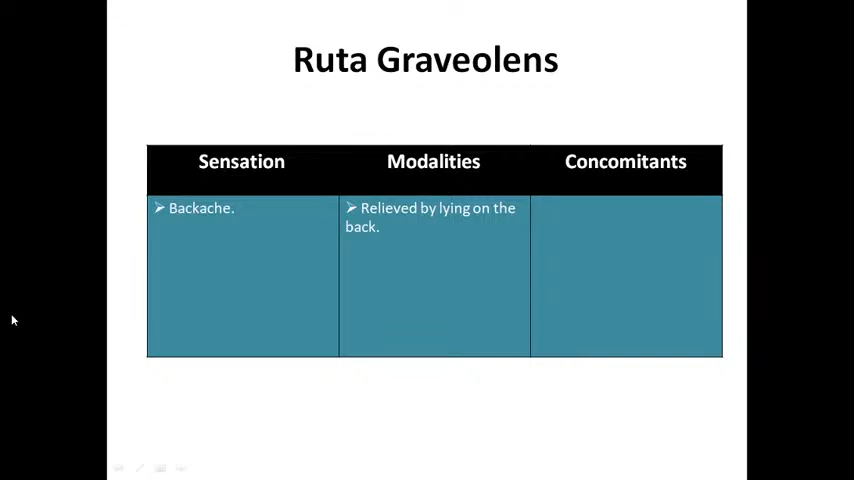 Ruta Graveolens
Sensation Modalities Concomitants
➢ Backache.
➢ Relieved by lying on the
back.